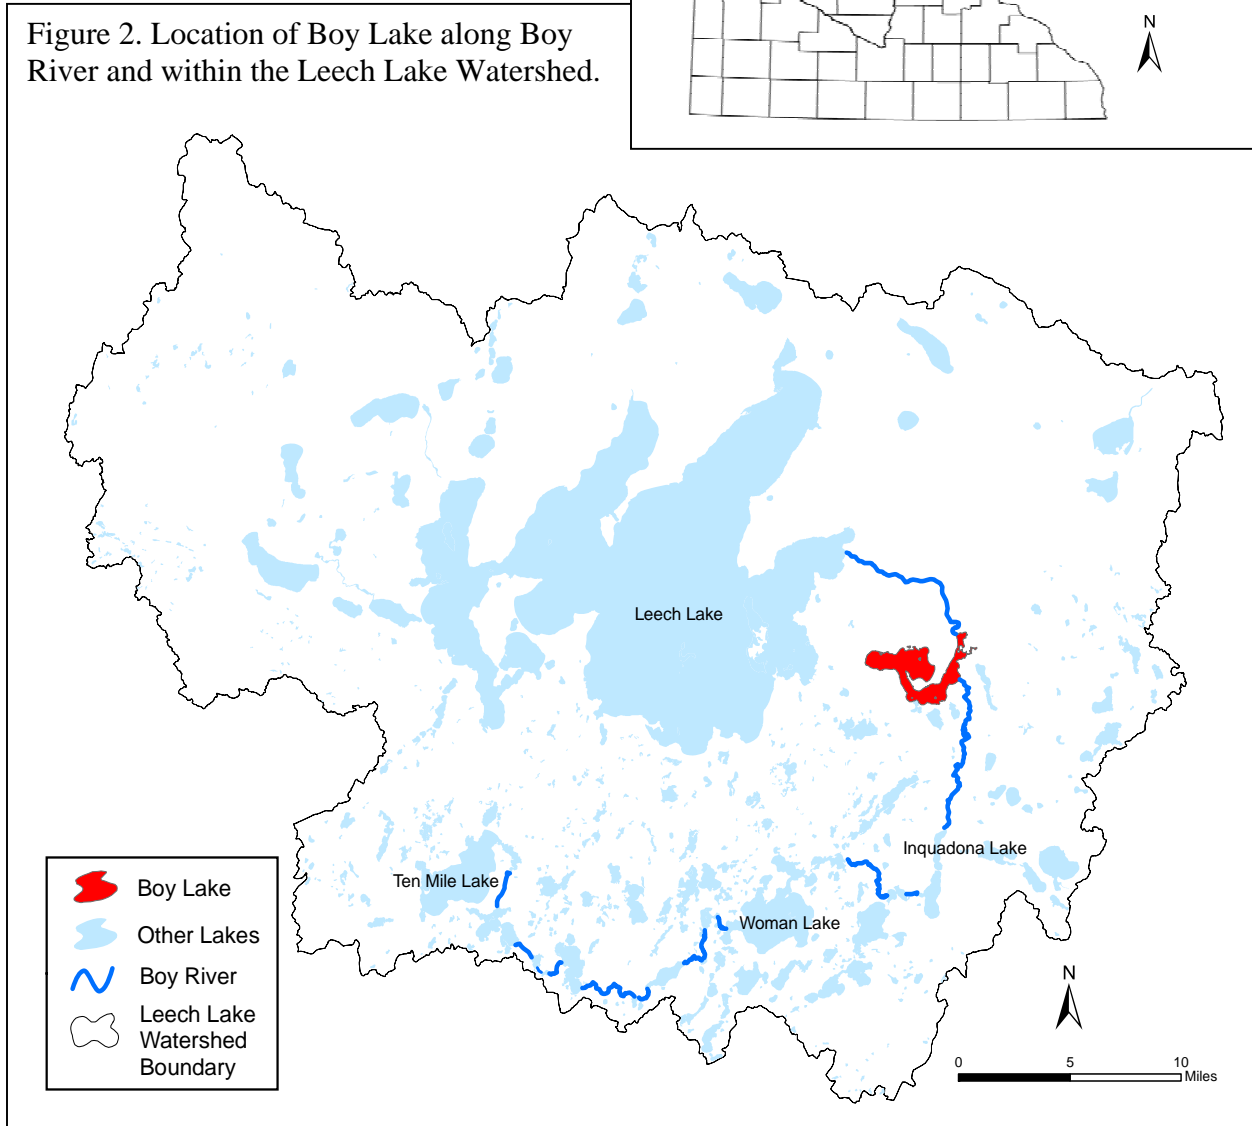 Figure 2. Location of Boy Lake along Boy
River and within the Leech Lake Watershed.
N
Leech Lake
Inquadona Lake
Ten Mile Lake
Woman Lake
Boy Lake
Other Lakes
Boy River
Leech Lake
Watershed
Boundary
N
0 5 10
Miles